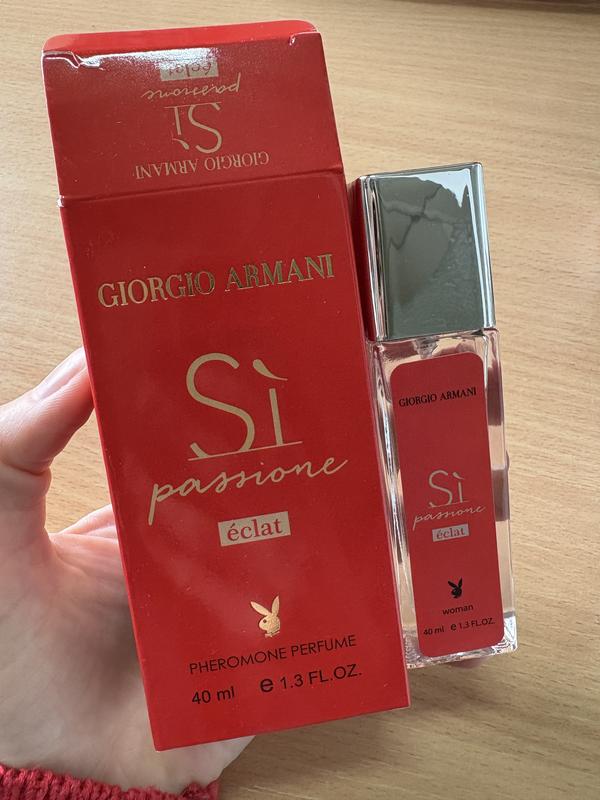 éclat
passione
Sì
GIORGIO ARMANI
GIORGIO ARMANI
Sì
passione
éclat
PHEROMONE PERFUME
40 ml e 1.3 FL.OZ.
GIORGIO ARMANI
Sì
passione
éclat
woman
40 ml e 1.3 FL.OZ.